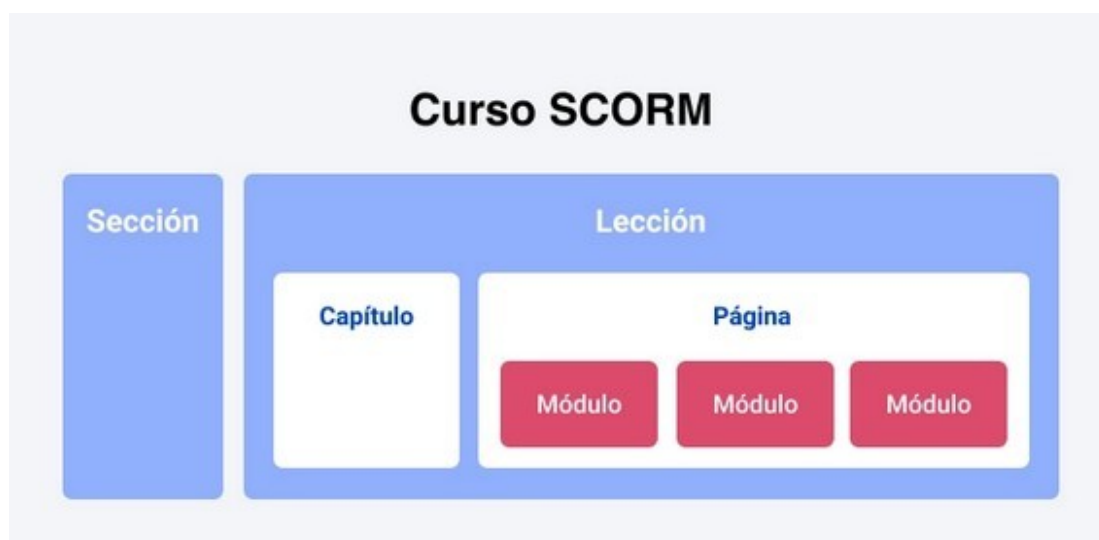 Curso SCORM
Sección
Lección
Capítulo
Página
Módulo
Módulo
Módulo